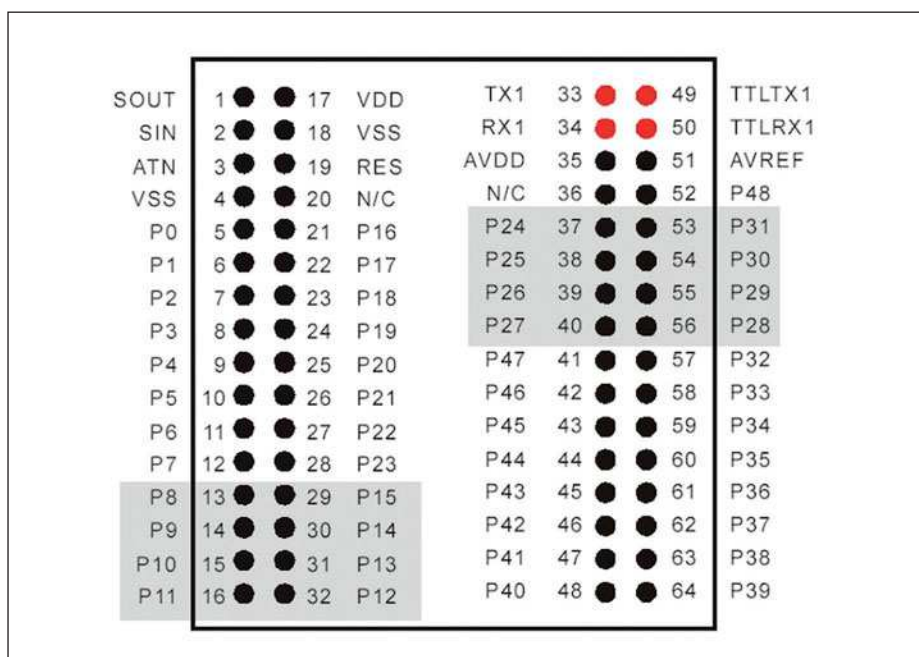 SOUT 1 17 VDD TX1 33 49 TTLTX1
SIN 2 18 VSS RX1 34 50 TTLRX1
ATN 3 19 RES AVDD 35 51 AVREF
VSS 4 20 N/C N/C 36 52 P48
P0 5 21 P16 P24 37 53 P31
P1 6 22 P17 P25 38 54 P30
P2 7 23 P18 P26 39 55 P29
P3 8 24 P19 P27 40 56 P28
P4 9 25 P20 P47 41 57 P32
P5 10 26 P21 P46 42 58 P33
P6 11 27 P22 P45 43 59 P34
P7 12 28 P23 P44 44 60 P35
P8 13 29 P15 P43 45 61 P36
P9 14 30 P14 P42 46 62 P37
P10 15 31 P13 P41 47 63 P38
P11 16 32 P12 P40 48 64 P39